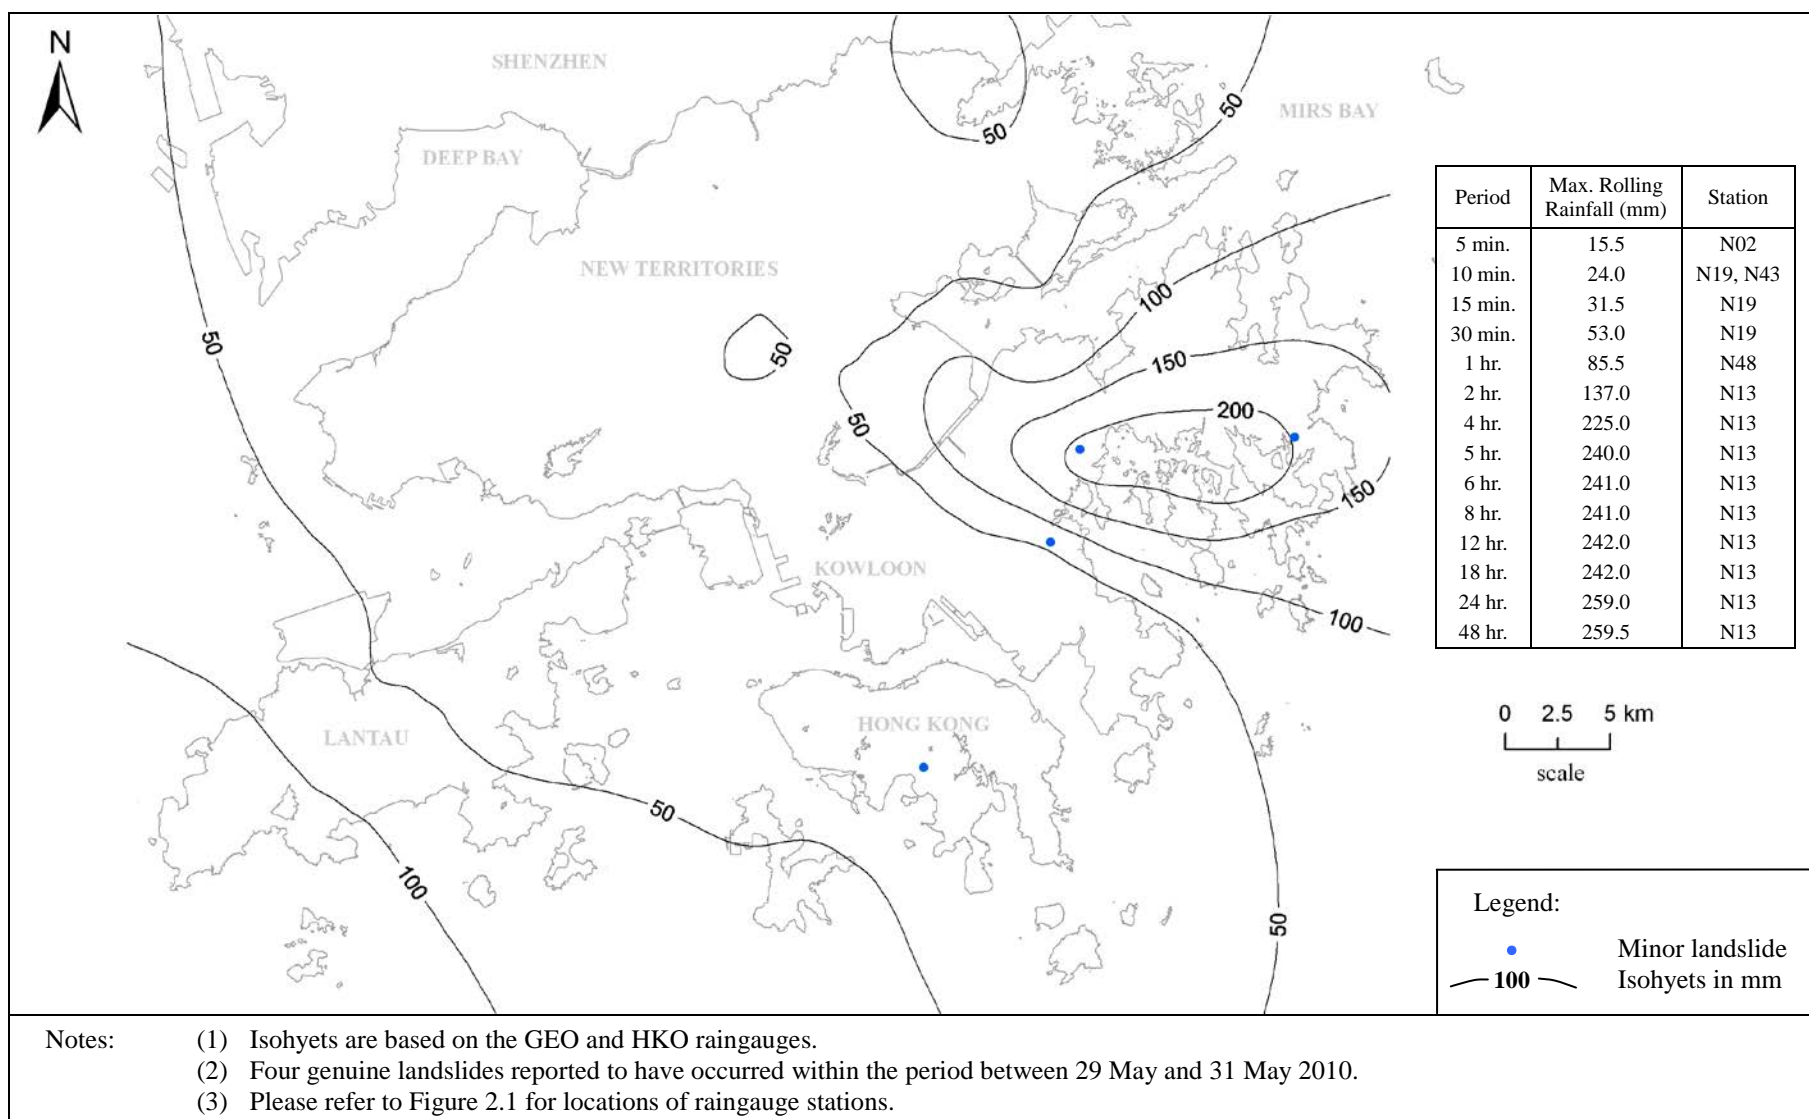 N
SHENZHEN
MIRS BAY
DEEP BAY
NEW TERRITORIES
KOWLOON
HONG KONG
LANTAU
50
50
50
100
50
150
50
50
200
150
100
50
100
50
Period Max. Rolling Rainfall (mm) Station
5 min. 15.5 N02
10 min. 24.0 N19, N43
15 min. 31.5 N19
30 min. 53.0 N19
1 hr. 85.5 N48
2 hr. 137.0 N13
4 hr. 225.0 N13
5 hr. 240.0 N13
6 hr. 241.0 N13
8 hr. 241.0 N13
12 hr. 242.0 N13
18 hr. 242.0 N13
24 hr. 259.0 N13
48 hr. 259.5 N13
0 2.5 5 km
scale
Legend:
Minor landslide
100 Isohyets in mm
Notes: (1) Isohyets are based on the GEO and HKO raingauges.
(2) Four genuine landslides reported to have occurred within the period between 29 May and 31 May 2010.
(3) Please refer to Figure 2.1 for locations of raingauge stations.